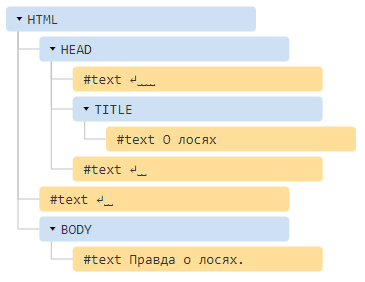 ▾ HTML
▾ HEAD
#text ↵␣␣␣␣
▾ TITLE
#text О лосях
#text ↵␣␣
#text ↵␣␣
▾ BODY
#text Правда о лосях.